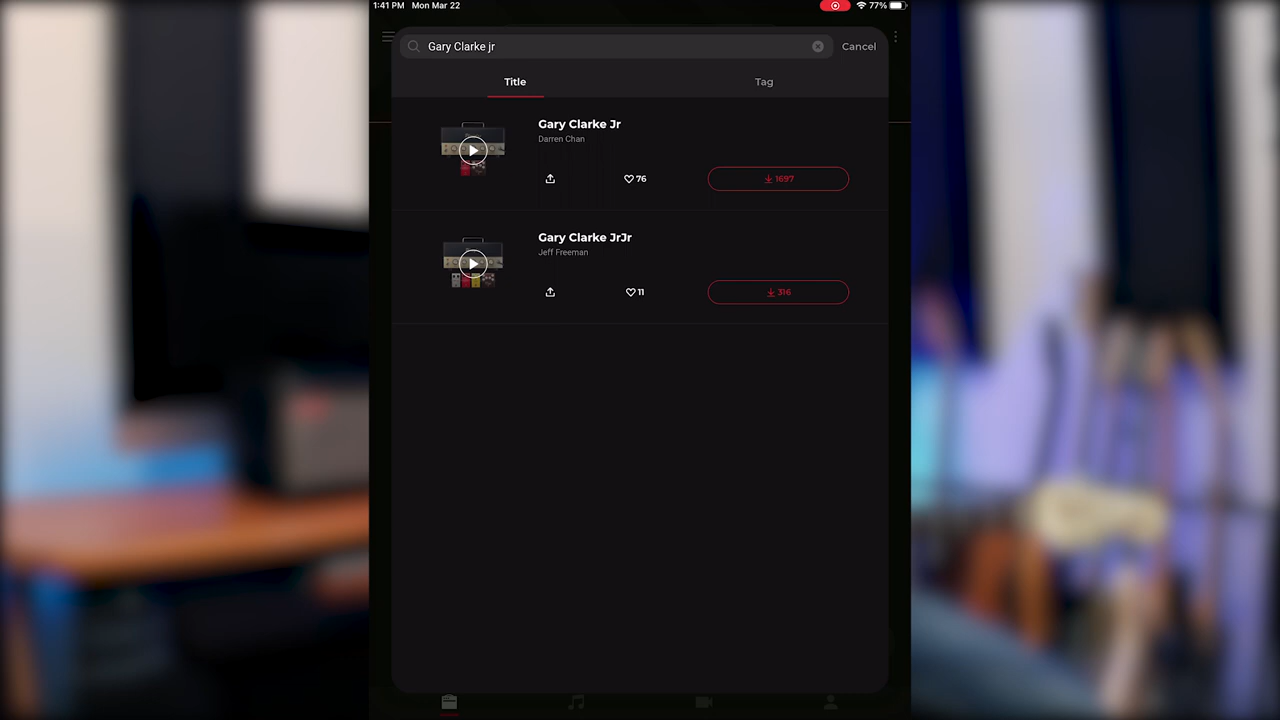 1:41 PM Mon Mar 22
77%
Gary Clarke jr
Cancel
Title
Tag
Gary Clarke Jr
Darren Chan
76
1697
Gary Clarke JrJr
Jeff Freeman
11
316